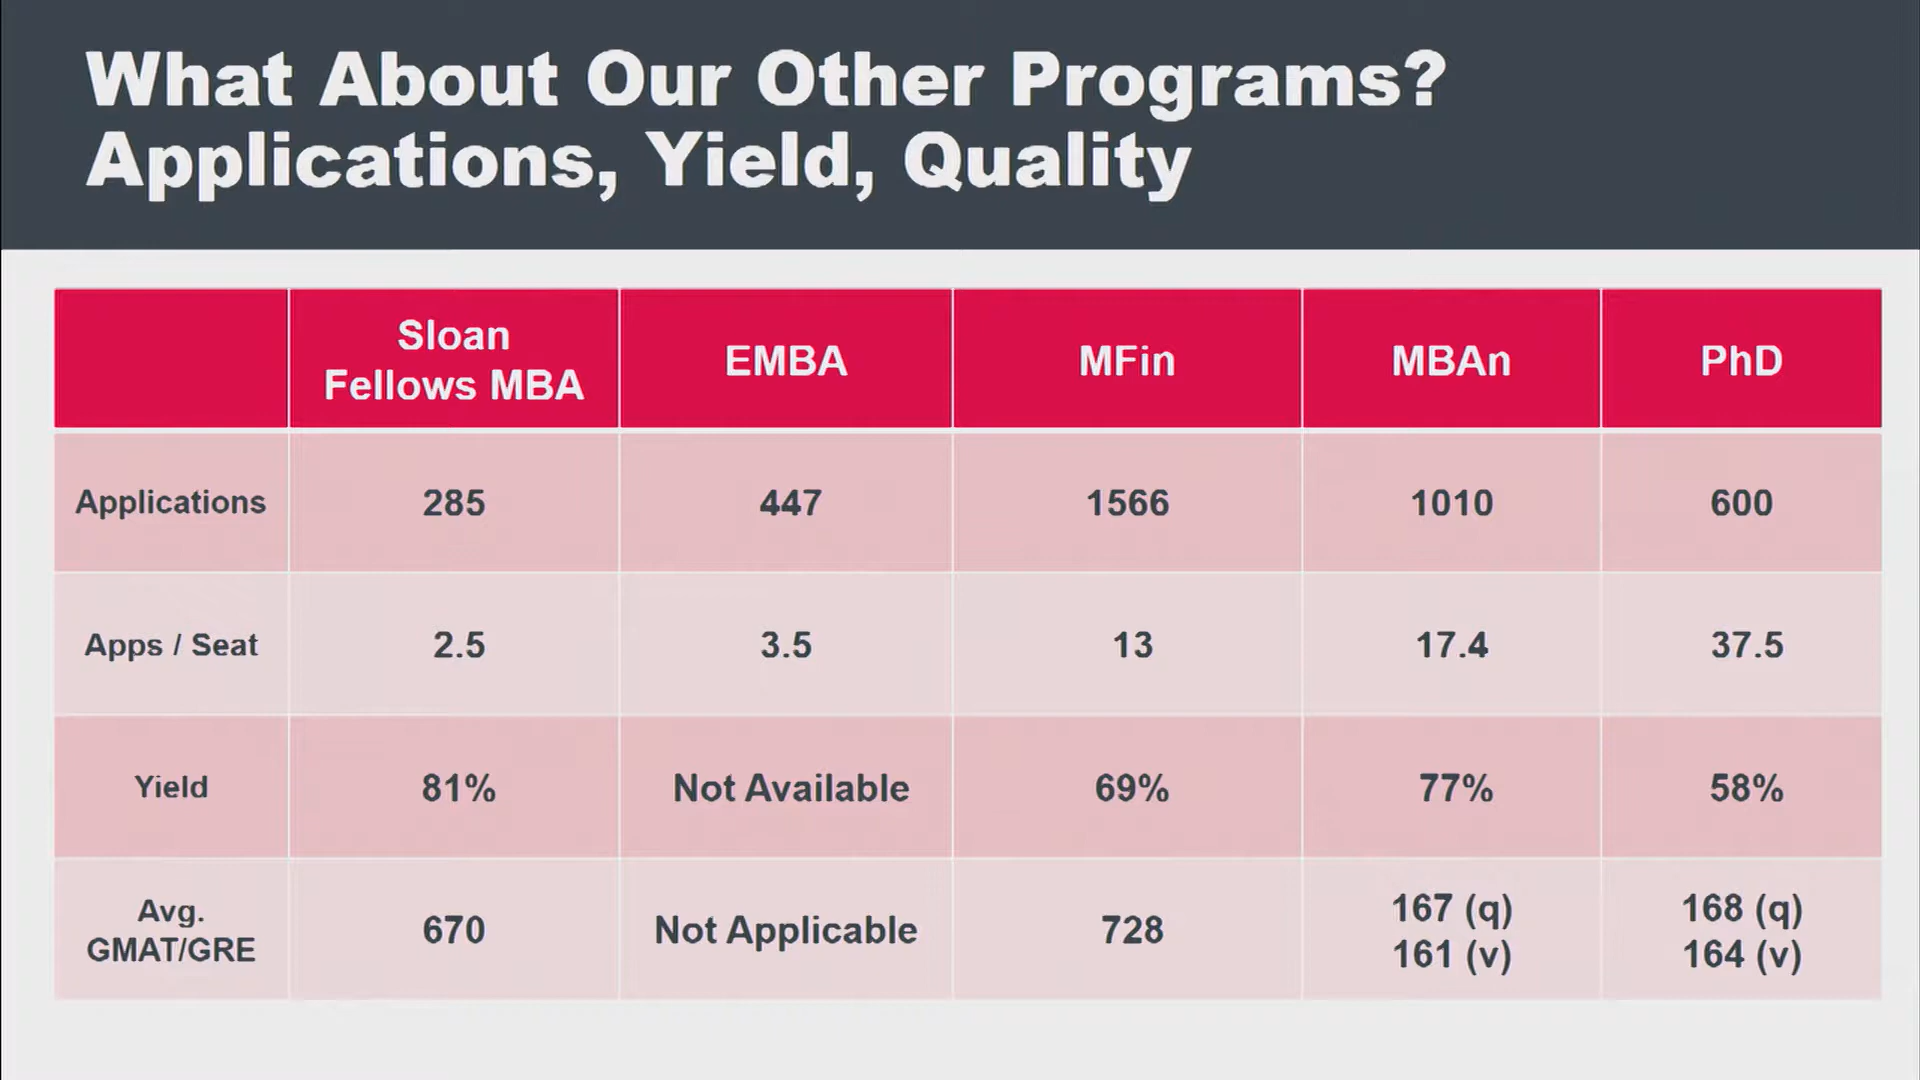 What About Our Other Programs?
Applications, Yield, Quality
Sloan
Fellows MBA
EMBA
MFin
MBAn
PhD
Applications
285
447
1566
1010
600
Apps / Seat
2.5
3.5
13
17.4
37.5
Yield
81%
Not Available
69%
77%
58%
Avg.
GMAT/GRE
670
Not Applicable
728
167 (q)
161 (v)
168 (q)
164 (v)